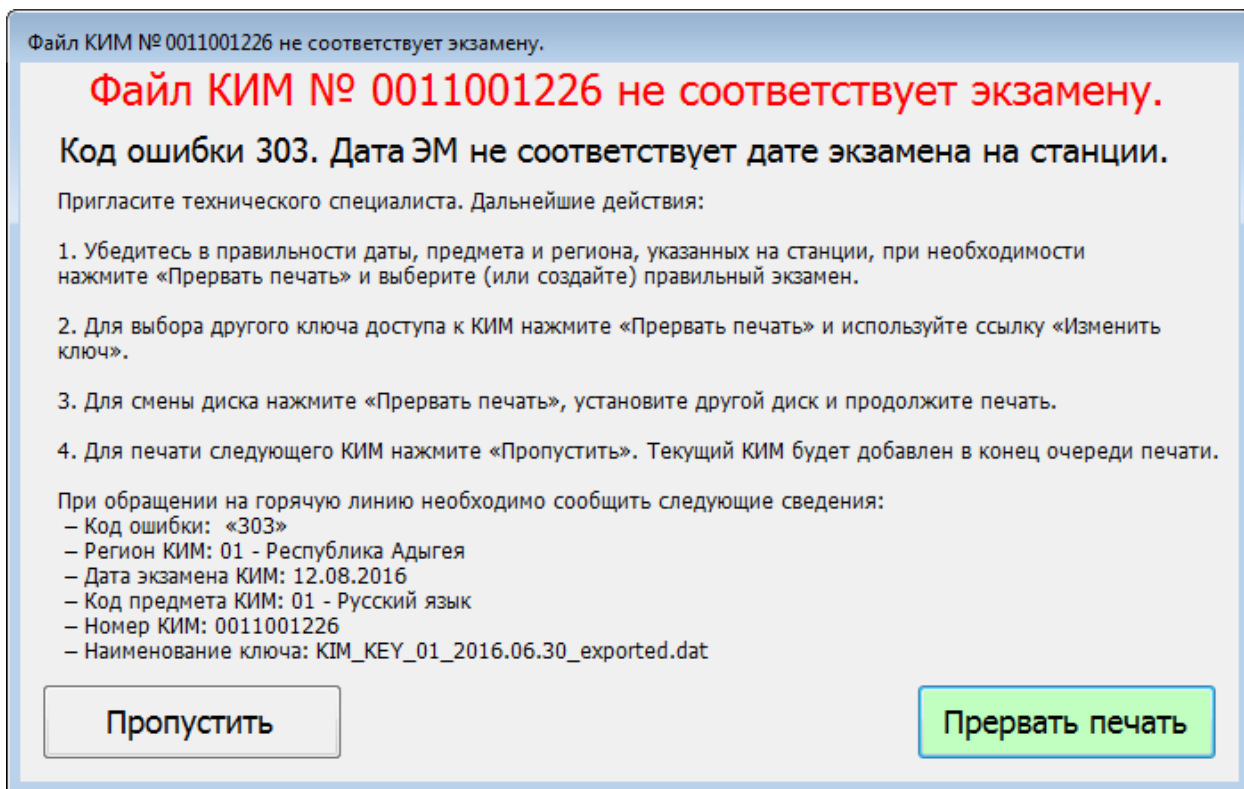 Файл КИМ № 0011001226 не соответствует экзамену.
Файл КИМ № 0011001226 не соответствует экзамену.
Код ошибки 303. Дата ЭМ не соответствует дате экзамена на станции.
Пригласите технического специалиста. Дальнейшие действия:
1. Убедитесь в правильности даты, предмета и региона, указанных на станции, при необходимости
нажмите «Прервать печать» и выберите (или создайте) правильный экзамен.
2. Для выбора другого ключа доступа к КИМ нажмите «Прервать печать» и используйте ссылку «Изменить
ключ».
3. Для смены диска нажмите «Прервать печать», установите другой диск и продолжите печать.
4. Для печати следующего КИМ нажмите «Пропустить». Текущий КИМ будет добавлен в конец очереди печати.
При обращении на горячую линию необходимо сообщить следующие сведения:
– Код ошибки:  «303»
– Регион КИМ: 01 - Республика Адыгея
– Дата экзамена КИМ: 12.08.2016
– Код предмета КИМ: 01 - Русский язык
– Номер КИМ: 0011001226
– Наименование ключа: KIM_KEY_01_2016.06.30_exported.dat
Пропустить
Прервать печать